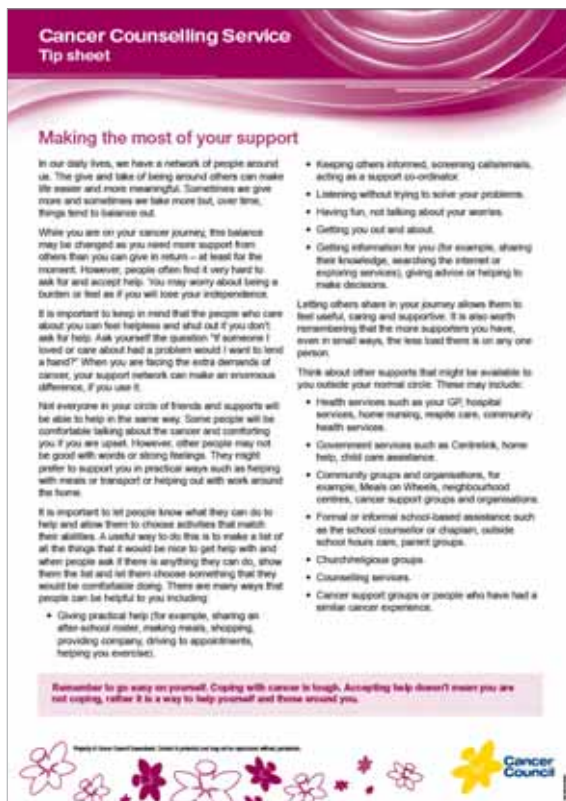 Cancer Counselling Service
Tip sheet
Making the most of your support
In our daily lives, we have a network of people around
us. The give and take of being around others can make
life easier and more meaningful. Sometimes we give
more and sometimes we take more but, over time,
things tend to balance out.
While you are on your cancer journey, this balance
may be changed as you need more support from
others than you can give in return – at least for the
moment. However, people often find it very hard to
ask for and accept help. You may worry about being a
burden or feel as if you will lose your independence.
It is important to keep in mind that the people who care
about you can feel helpless and shut out if you don't
ask for help. Ask yourself the question "If someone I
loved or care about had a problem would I want to lend
a hand?" When you are facing the extra demands of
cancer, your support network can make an enormous
difference, if you use it.
Not everyone in your circle of friends and supports will
be able to help in the same way. Some people will be
comfortable talking about the cancer and comforting
you if you are upset. However, other people may not
be good with words or strong feelings. They might
prefer to support you in practical ways such as helping
with meals or transport or helping out with work around
the home.
It is important to let people know what they can do to
help and allow them to choose activities that match
their abilities. A useful way to do this is to make a list of
all the things that it would be nice to get help with and
when people ask if there is anything they can do, show
them the list and let them choose something that they
would be comfortable doing. There are many ways that
people can be helpful to you including:
• Giving practical help (for example, sharing an
after-school roster, making meals, shopping,
providing company, driving to appointments,
helping you exercise).
• Keeping others informed, screening calls/emails,
acting as a support co-ordinator.
• Listening without trying to solve your problems.
• Having fun, not talking about your worries.
• Getting you out and about.
• Getting information for you (for example, sharing
their knowledge, searching the internet or
exploring services), giving advice or helping to
make decisions.
Letting others share in your journey allows them to
feel useful, caring and supportive. It is also worth
remembering that the more supporters you have,
even in small ways, the less load there is on any one
person.
Think about other supports that might be available to
you outside your normal circle. These may include:
• Health services such as your GP, hospital
services, home nursing, respite care, community
health services.
• Government services such as Centrelink, home
help, child care assistance.
• Community groups and organisations, for
example, Meals on Wheels, neighbourhood
centres, cancer support groups and organisations.
• Formal or informal school-based assistance such
as the school counsellor or chaplain, outside
school hours care, parent groups.
• Church/religious groups.
• Counselling services.
• Cancer support groups or people who have had a
similar cancer experience.
Remember to go easy on yourself. Coping with cancer is tough. Accepting help doesn't mean you are
not coping, rather it is a way to help yourself and those around you.
Cancer
Council